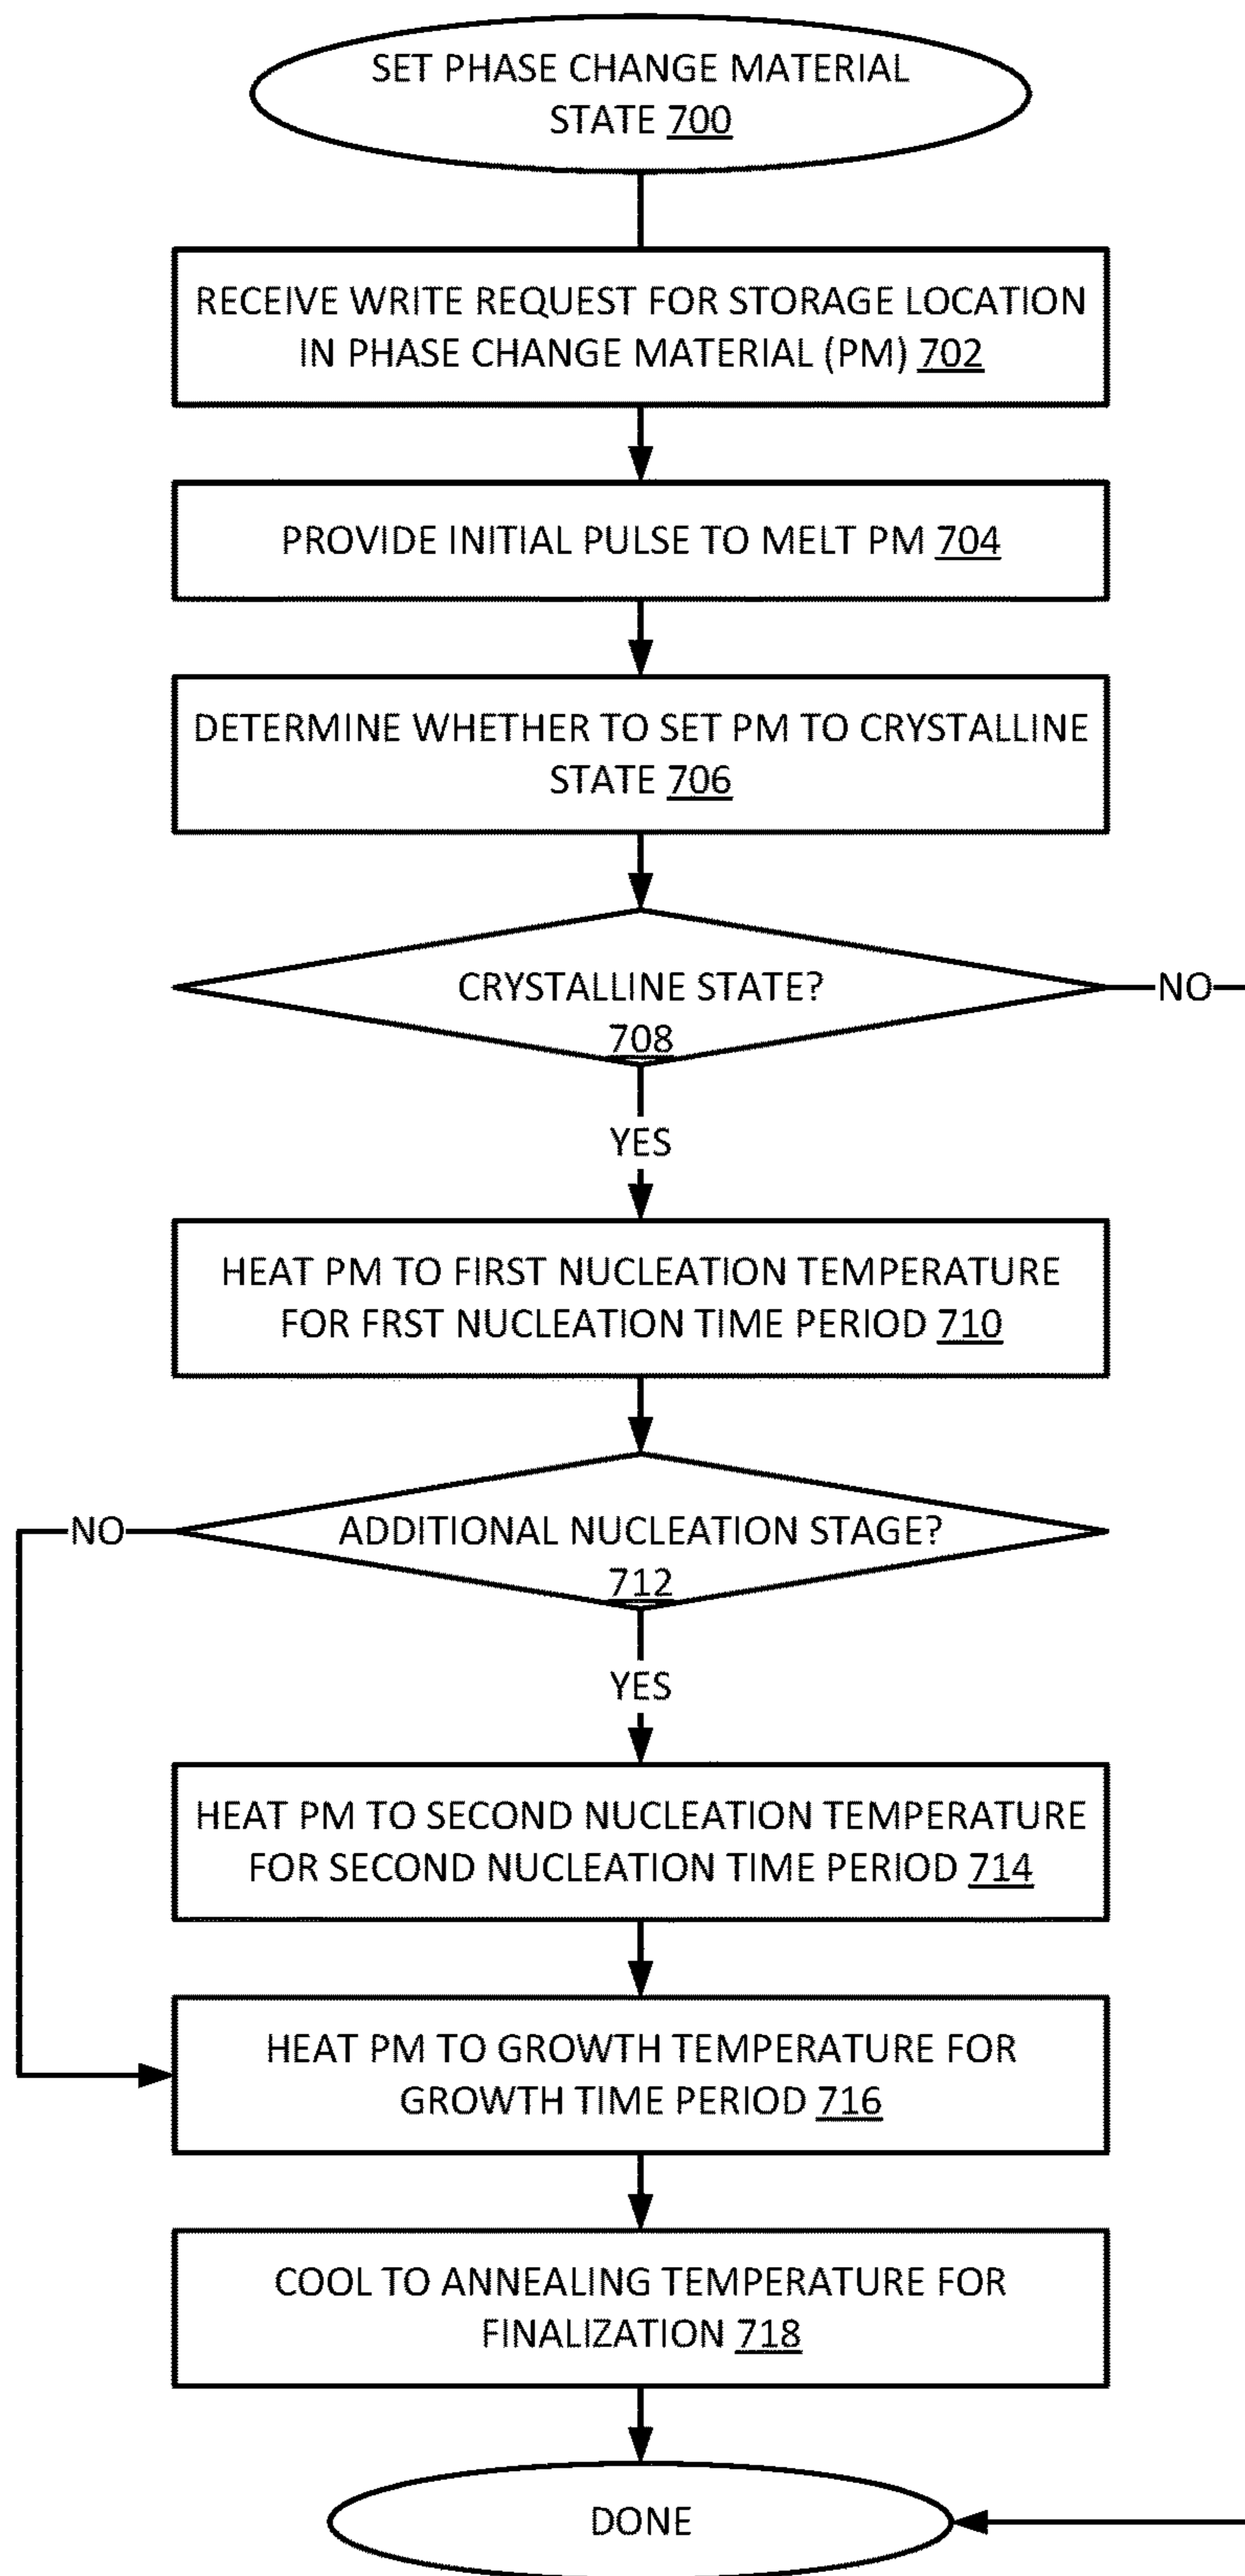 SET PHASE CHANGE MATERIAL
STATE 700
RECEIVE WRITE REQUEST FOR STORAGE LOCATION
IN PHASE CHANGE MATERIAL (PM) 702
PROVIDE INITIAL PULSE TO MELT PM 704
DETERMINE WHETHER TO SET PM TO CRYSTALLINE
STATE 706
CRYSTALLINE STATE?
NO
708
YES
HEAT PM TO FIRST NUCLEATION TEMPERATURE
FOR FRST NUCLEATION TIME PERIOD 710
NO
ADDITIONAL NUCLEATION STAGE?
712
YES
HEAT PM TO SECOND NUCLEATION TEMPERATURE
FOR SECOND NUCLEATION TIME PERIOD 714
HEAT PM TO GROWTH TEMPERATURE FOR
GROWTH TIME PERIOD 716
COOL TO ANNEALING TEMPERATURE FOR
FINALIZATION 718
DONE